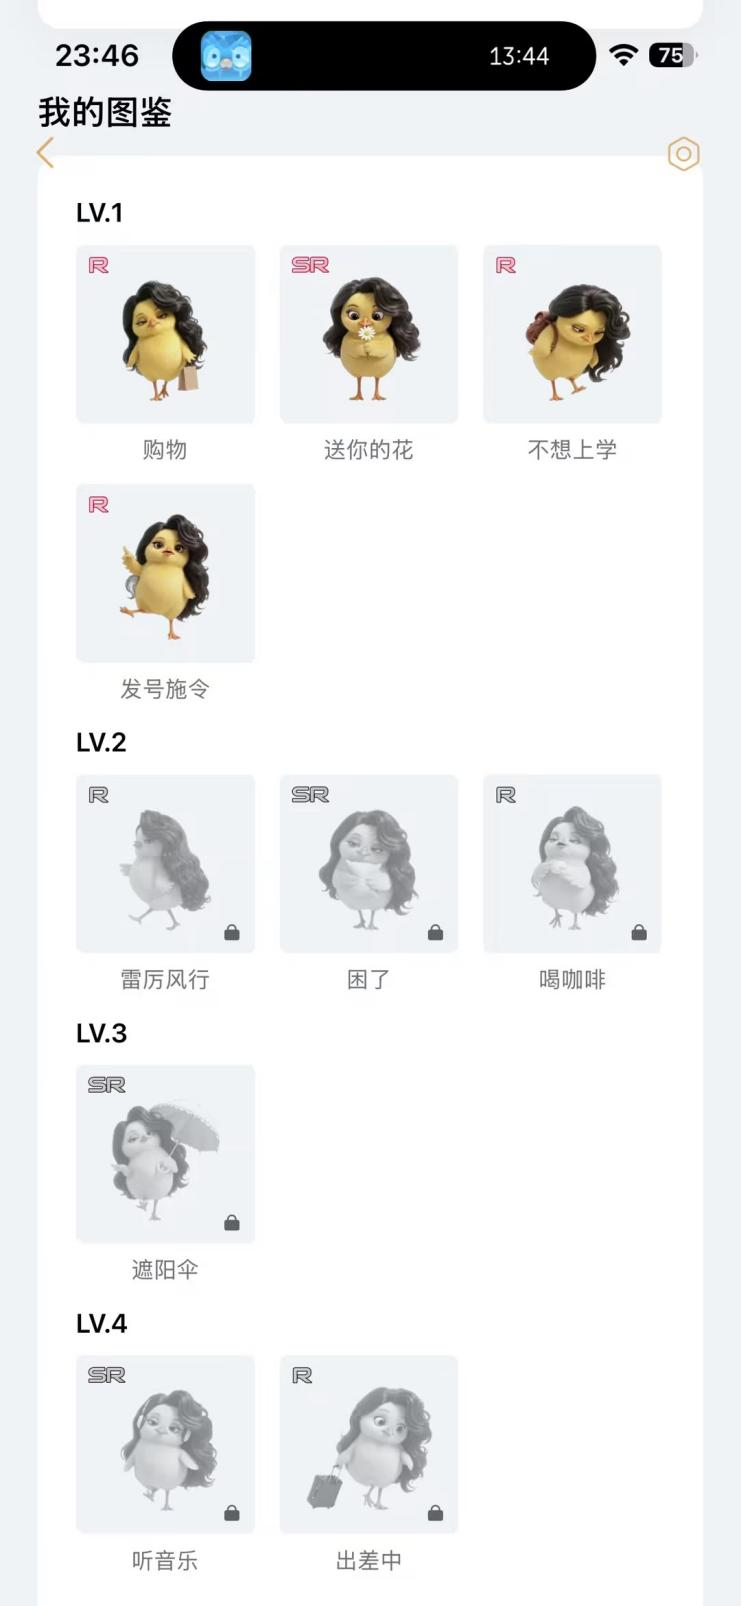 23:46 13:44 75
我的图鉴
LV.1
R SR R
购物 送你的花 不想上学
R
发号施令
LV.2
R SR R
雷厉风行 困了 喝咖啡
LV.3
SR
遮阳伞
LV.4
SR R
听音乐 出差中